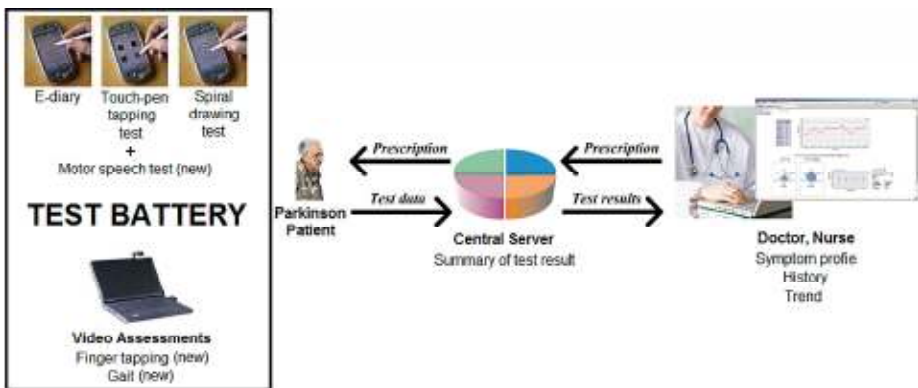 E-diary
Touch-pen
tapping
test
Spiral
drawing
test
+
Motor speech test (new)
TEST BATTERY
Video Assessments
Finger tapping (new)
Gait (new)
Parkinson
Patient
Prescription
Test data
Central Server
Summary of test result
Prescription
Test results
Doctor, Nurse
Symptom profie
History
Trend